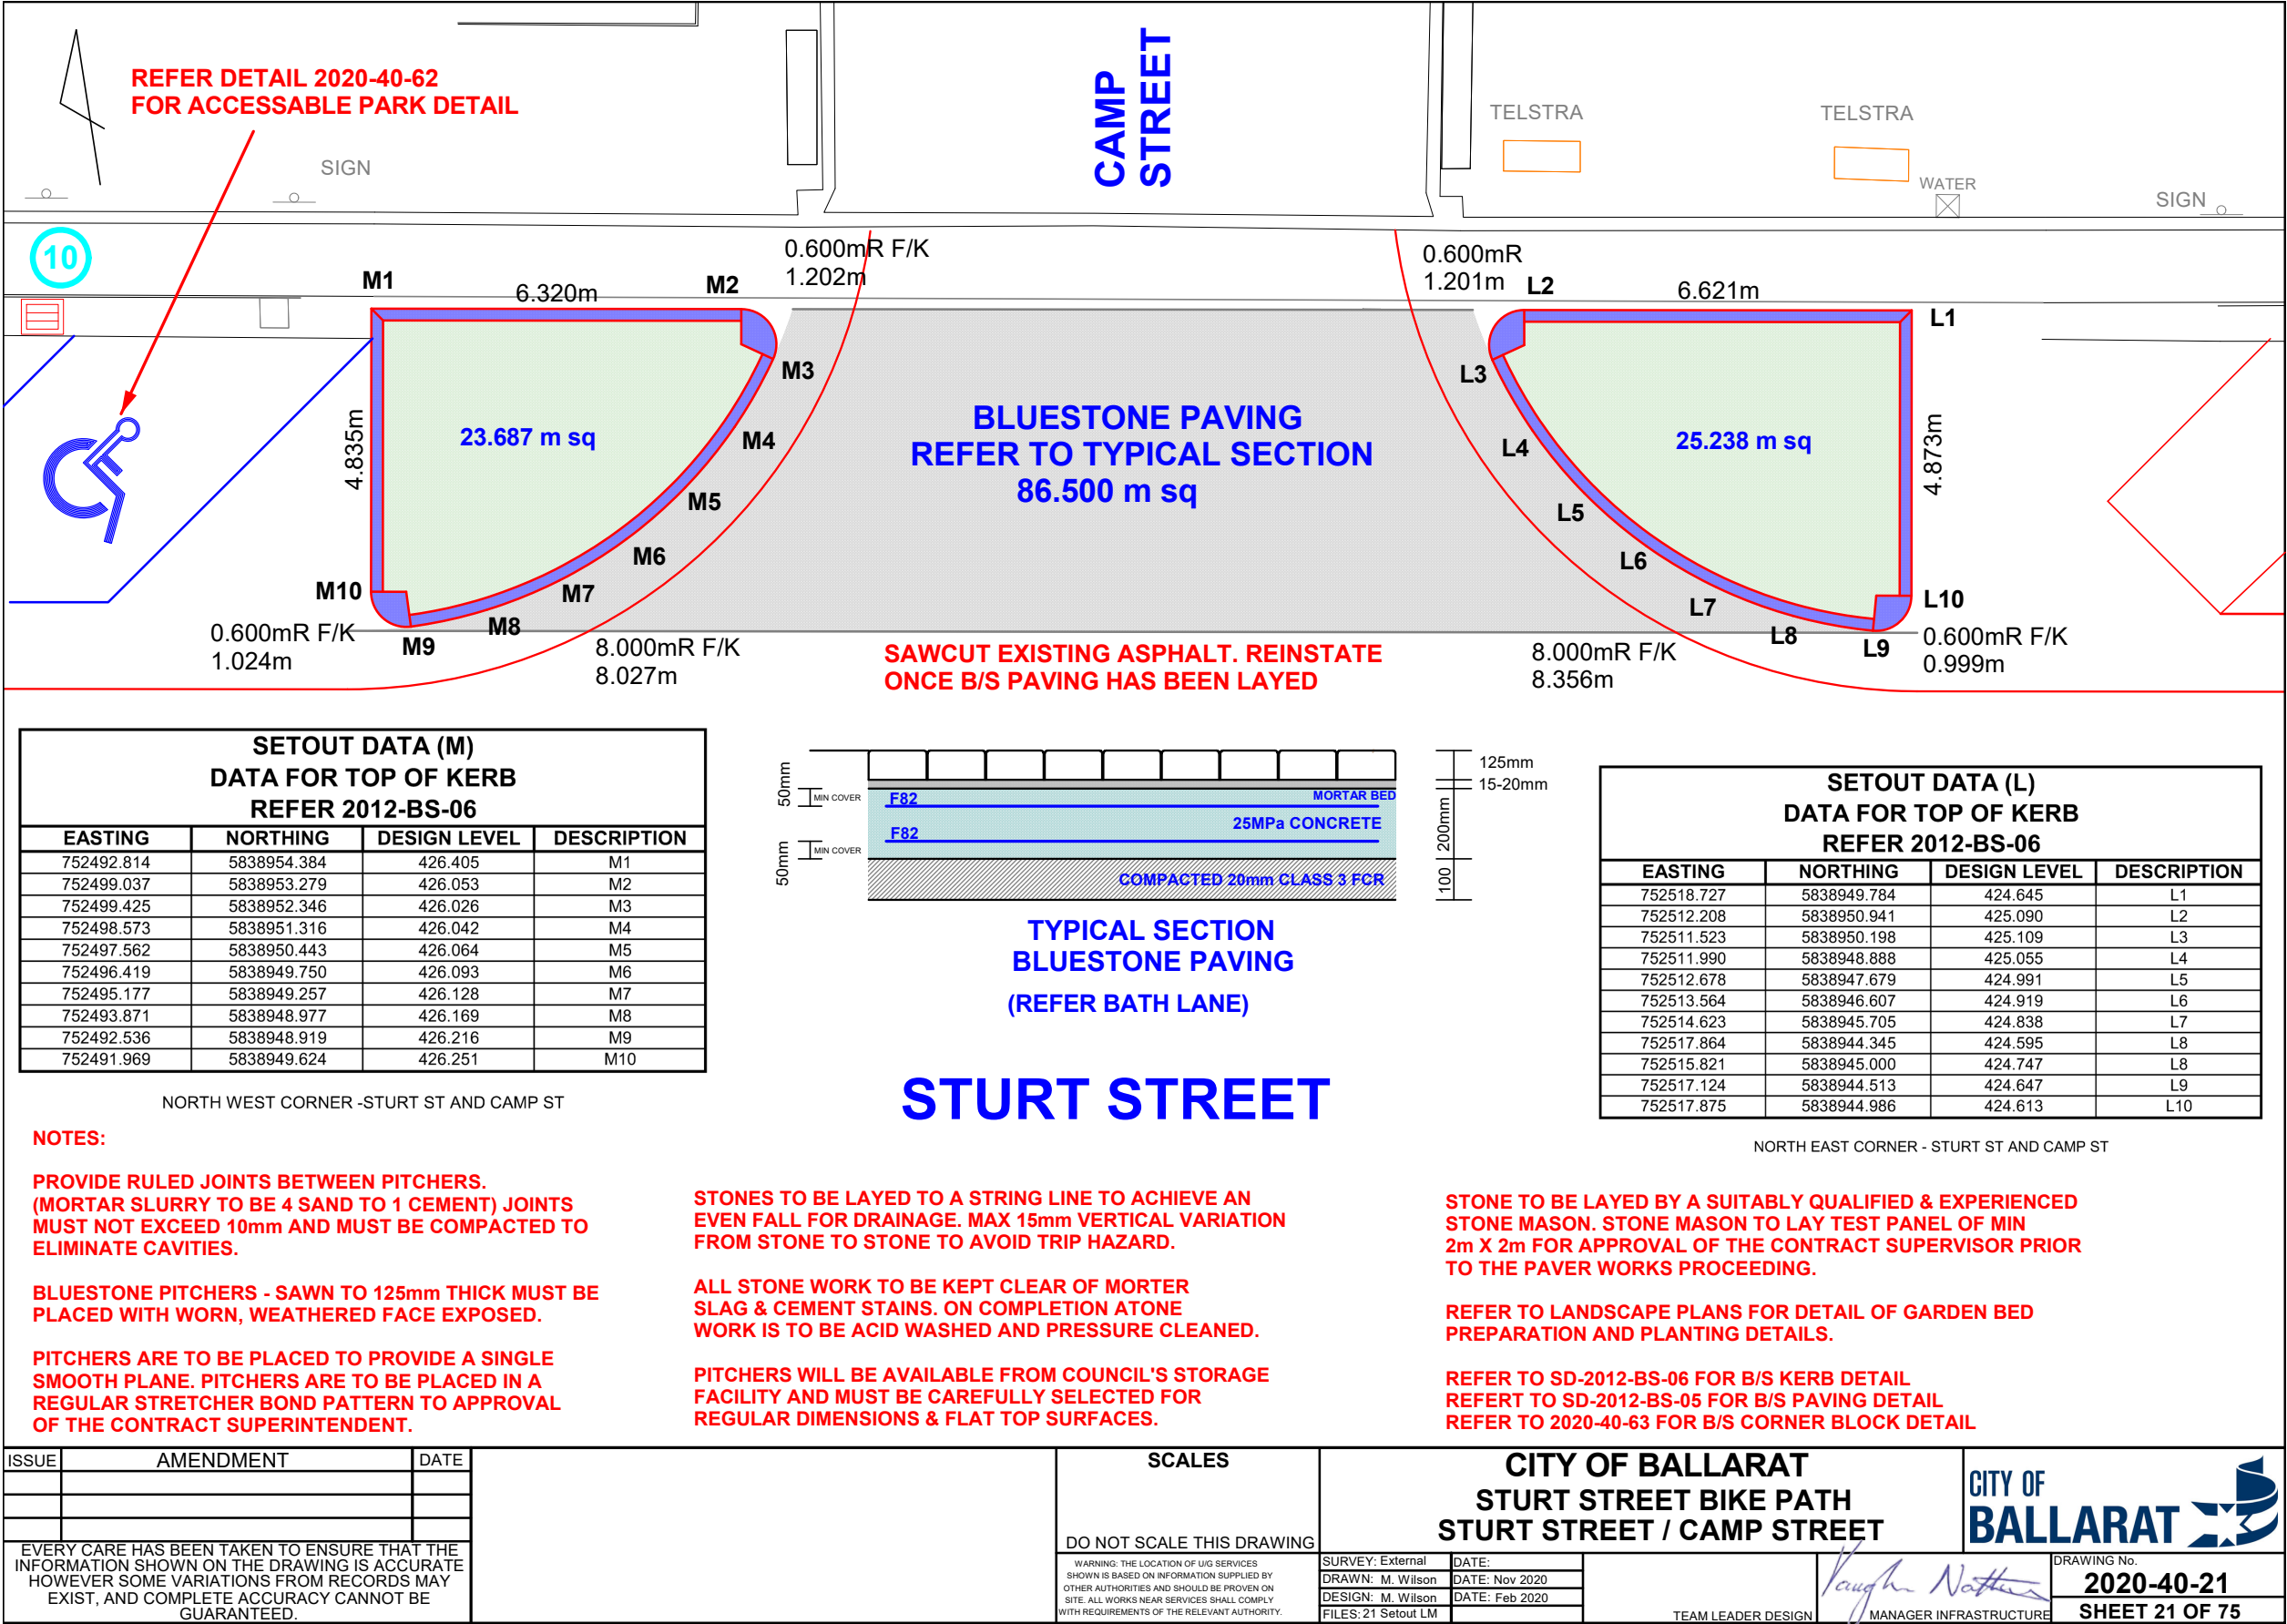 REFER DETAIL 2020-40-62
FOR ACCESSABLE PARK DETAIL
CAMP
STREET
TELSTRA
TELSTRA
SIGN
WATER
SIGN
10
0.600mR F/K
1.202m
0.600mR
1.201m
M1
6.320m
M2
L2
6.621m
L1
M3
L3
4.835m
23.687 m sq
M4
M5
M6
M7
M8
M9
M10
BLUESTONE PAVING
REFER TO TYPICAL SECTION
86.500 m sq
L4
L5
L6
L7
L8
L9
L10
25.238 m sq
4.873m
0.600mR F/K
1.024m
8.000mR F/K
8.027m
SAWCUT EXISTING ASPHALT. REINSTATE
ONCE B/S PAVING HAS BEEN LAYED
8.000mR F/K
8.356m
0.600mR F/K
0.999m
SETOUT DATA (M)
DATA FOR TOP OF KERB
REFER 2012-BS-06
EASTING NORTHING DESIGN LEVEL DESCRIPTION
752492.814 5838954.384 426.405 M1
752499.037 5838953.279 426.053 M2
752499.425 5838952.346 426.026 M3
752498.573 5838951.316 426.042 M4
752497.562 5838950.443 426.064 M5
752496.419 5838949.750 426.093 M6
752495.177 5838949.257 426.128 M7
752493.871 5838948.977 426.169 M8
752492.536 5838948.919 426.216 M9
752491.969 5838949.624 426.251 M10
NORTH WEST CORNER -STURT ST AND CAMP ST
50mm
MIN COVER
F82
MORTAR BED
25MPa CONCRETE
F82
50mm
MIN COVER
COMPACTED 20mm CLASS 3 FCR
125mm
15-20mm
200mm
100
TYPICAL SECTION
BLUESTONE PAVING
(REFER BATH LANE)
STURT STREET
SETOUT DATA (L)
DATA FOR TOP OF KERB
REFER 2012-BS-06
EASTING NORTHING DESIGN LEVEL DESCRIPTION
752518.727 5838949.784 424.645 L1
752512.208 5838950.941 425.090 L2
752511.523 5838950.198 425.109 L3
752511.990 5838948.888 425.055 L4
752512.678 5838947.679 424.991 L5
752513.564 5838946.607 424.919 L6
752514.623 5838945.705 424.838 L7
752517.864 5838944.345 424.595 L8
752515.821 5838945.000 424.747 L8
752517.124 5838944.513 424.647 L9
752517.875 5838944.986 424.613 L10
NORTH EAST CORNER - STURT ST AND CAMP ST
NOTES:
PROVIDE RULED JOINTS BETWEEN PITCHERS.
(MORTAR SLURRY TO BE 4 SAND TO 1 CEMENT) JOINTS
MUST NOT EXCEED 10mm AND MUST BE COMPACTED TO
ELIMINATE CAVITIES.
BLUESTONE PITCHERS - SAWN TO 125mm THICK MUST BE
PLACED WITH WORN, WEATHERED FACE EXPOSED.
PITCHERS ARE TO BE PLACED TO PROVIDE A SINGLE
SMOOTH PLANE. PITCHERS ARE TO BE PLACED IN A
REGULAR STRETCHER BOND PATTERN TO APPROVAL
OF THE CONTRACT SUPERINTENDENT.
STONES TO BE LAYED TO A STRING LINE TO ACHIEVE AN
EVEN FALL FOR DRAINAGE. MAX 15mm VERTICAL VARIATION
FROM STONE TO STONE TO AVOID TRIP HAZARD.
ALL STONE WORK TO BE KEPT CLEAR OF MORTER
SLAG & CEMENT STAINS. ON COMPLETION ATONE
WORK IS TO BE ACID WASHED AND PRESSURE CLEANED.
PITCHERS WILL BE AVAILABLE FROM COUNCIL'S STORAGE
FACILITY AND MUST BE CAREFULLY SELECTED FOR
REGULAR DIMENSIONS & FLAT TOP SURFACES.
STONE TO BE LAYED BY A SUITABLY QUALIFIED & EXPERIENCED
STONE MASON. STONE MASON TO LAY TEST PANEL OF MIN
2m X 2m FOR APPROVAL OF THE CONTRACT SUPERVISOR PRIOR
TO THE PAVER WORKS PROCEEDING.
REFER TO LANDSCAPE PLANS FOR DETAIL OF GARDEN BED
PREPARATION AND PLANTING DETAILS.
REFER TO SD-2012-BS-06 FOR B/S KERB DETAIL
REFERT TO SD-2012-BS-05 FOR B/S PAVING DETAIL
REFER TO 2020-40-63 FOR B/S CORNER BLOCK DETAIL
ISSUE AMENDMENT DATE
EVERY CARE HAS BEEN TAKEN TO ENSURE THAT THE
INFORMATION SHOWN ON THE DRAWING IS ACCURATE
HOWEVER SOME VARIATIONS FROM RECORDS MAY
EXIST, AND COMPLETE ACCURACY CANNOT BE
GUARANTEED.
SCALES
DO NOT SCALE THIS DRAWING
WARNING: THE LOCATION OF U/G SERVICES
SHOWN IS BASED ON INFORMATION SUPPLIED BY
OTHER AUTHORITIES AND SHOULD BE PROVEN ON
SITE. ALL WORKS NEAR SERVICES SHALL COMPLY
WITH REQUIREMENTS OF THE RELEVANT AUTHORITY.
CITY OF BALLARAT
STURT STREET BIKE PATH
STURT STREET / CAMP STREET
SURVEY: External DATE:
DRAWN: M. Wilson DATE: Nov 2020
DESIGN: M. Wilson DATE: Feb 2020
FILES: 21 Setout LM
TEAM LEADER DESIGN
MANAGER INFRASTRUCTURE
CITY OF
BALLARAT
DRAWING No.
2020-40-21
SHEET 21 OF 75